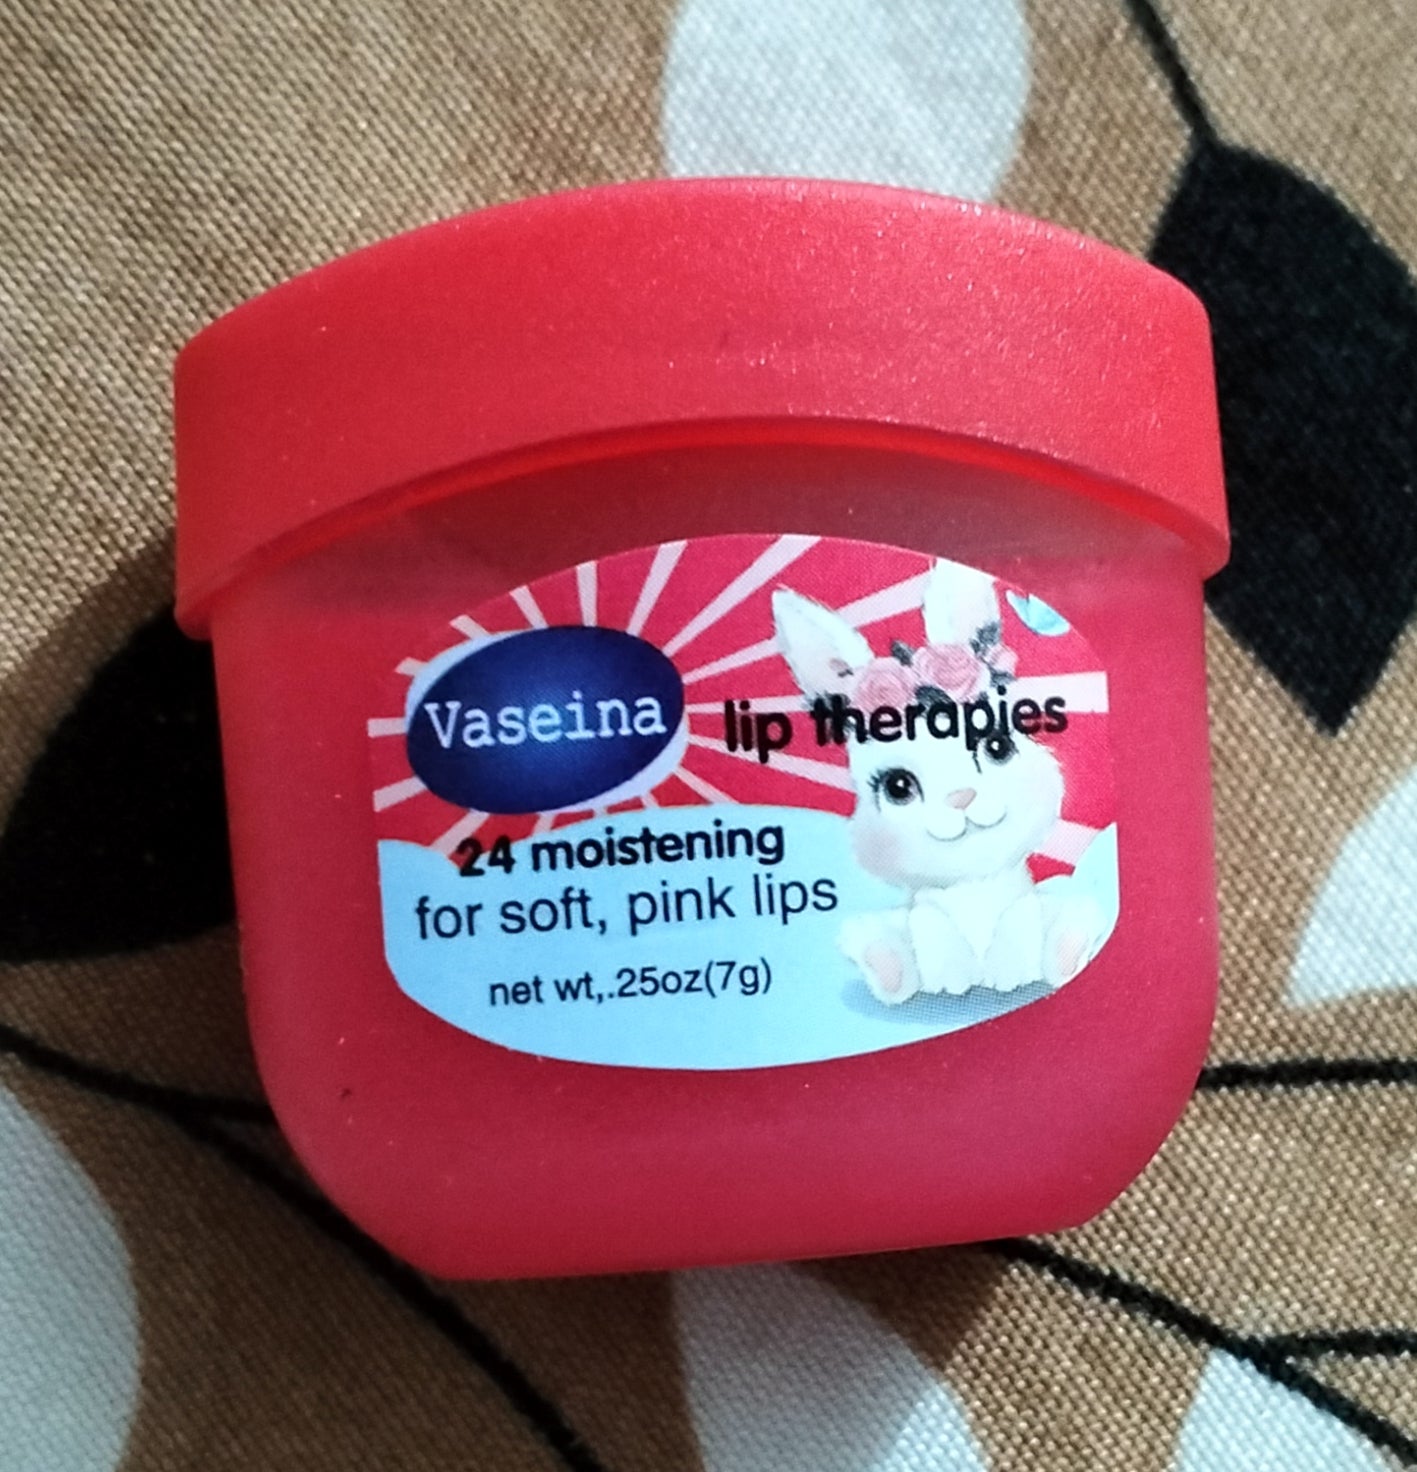 Vaseina
lip therapies
24 moistening
for soft, pink lips
net wt,.25oz(7g)